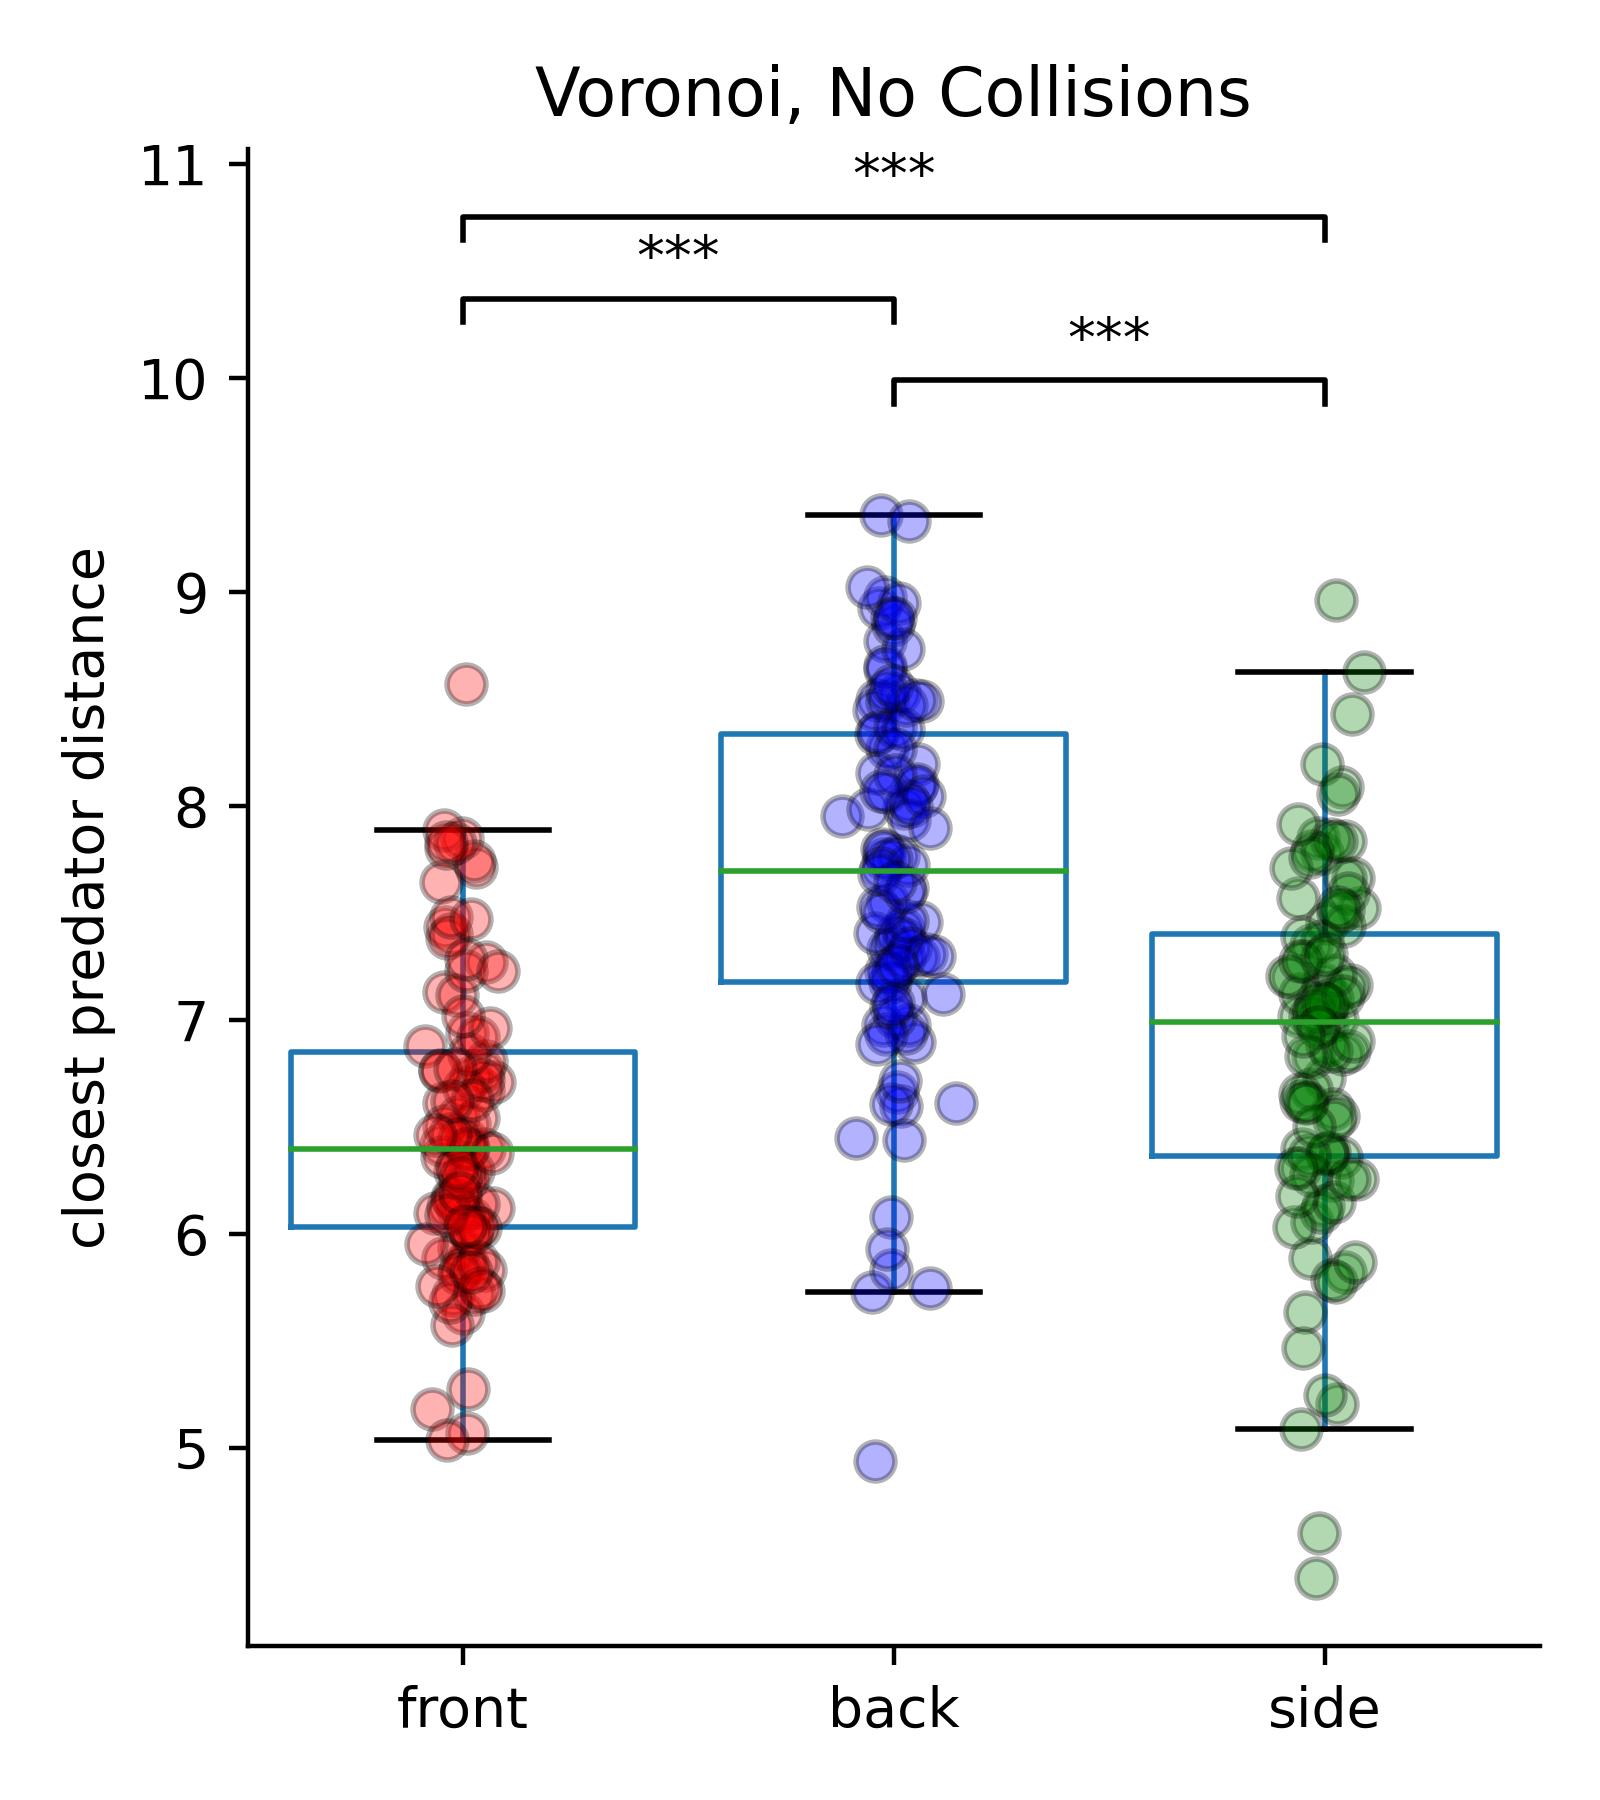 Voronoi, No Collisions
11
***
***
***
10
9
8
7
6
5
closest predator distance
front
back
side